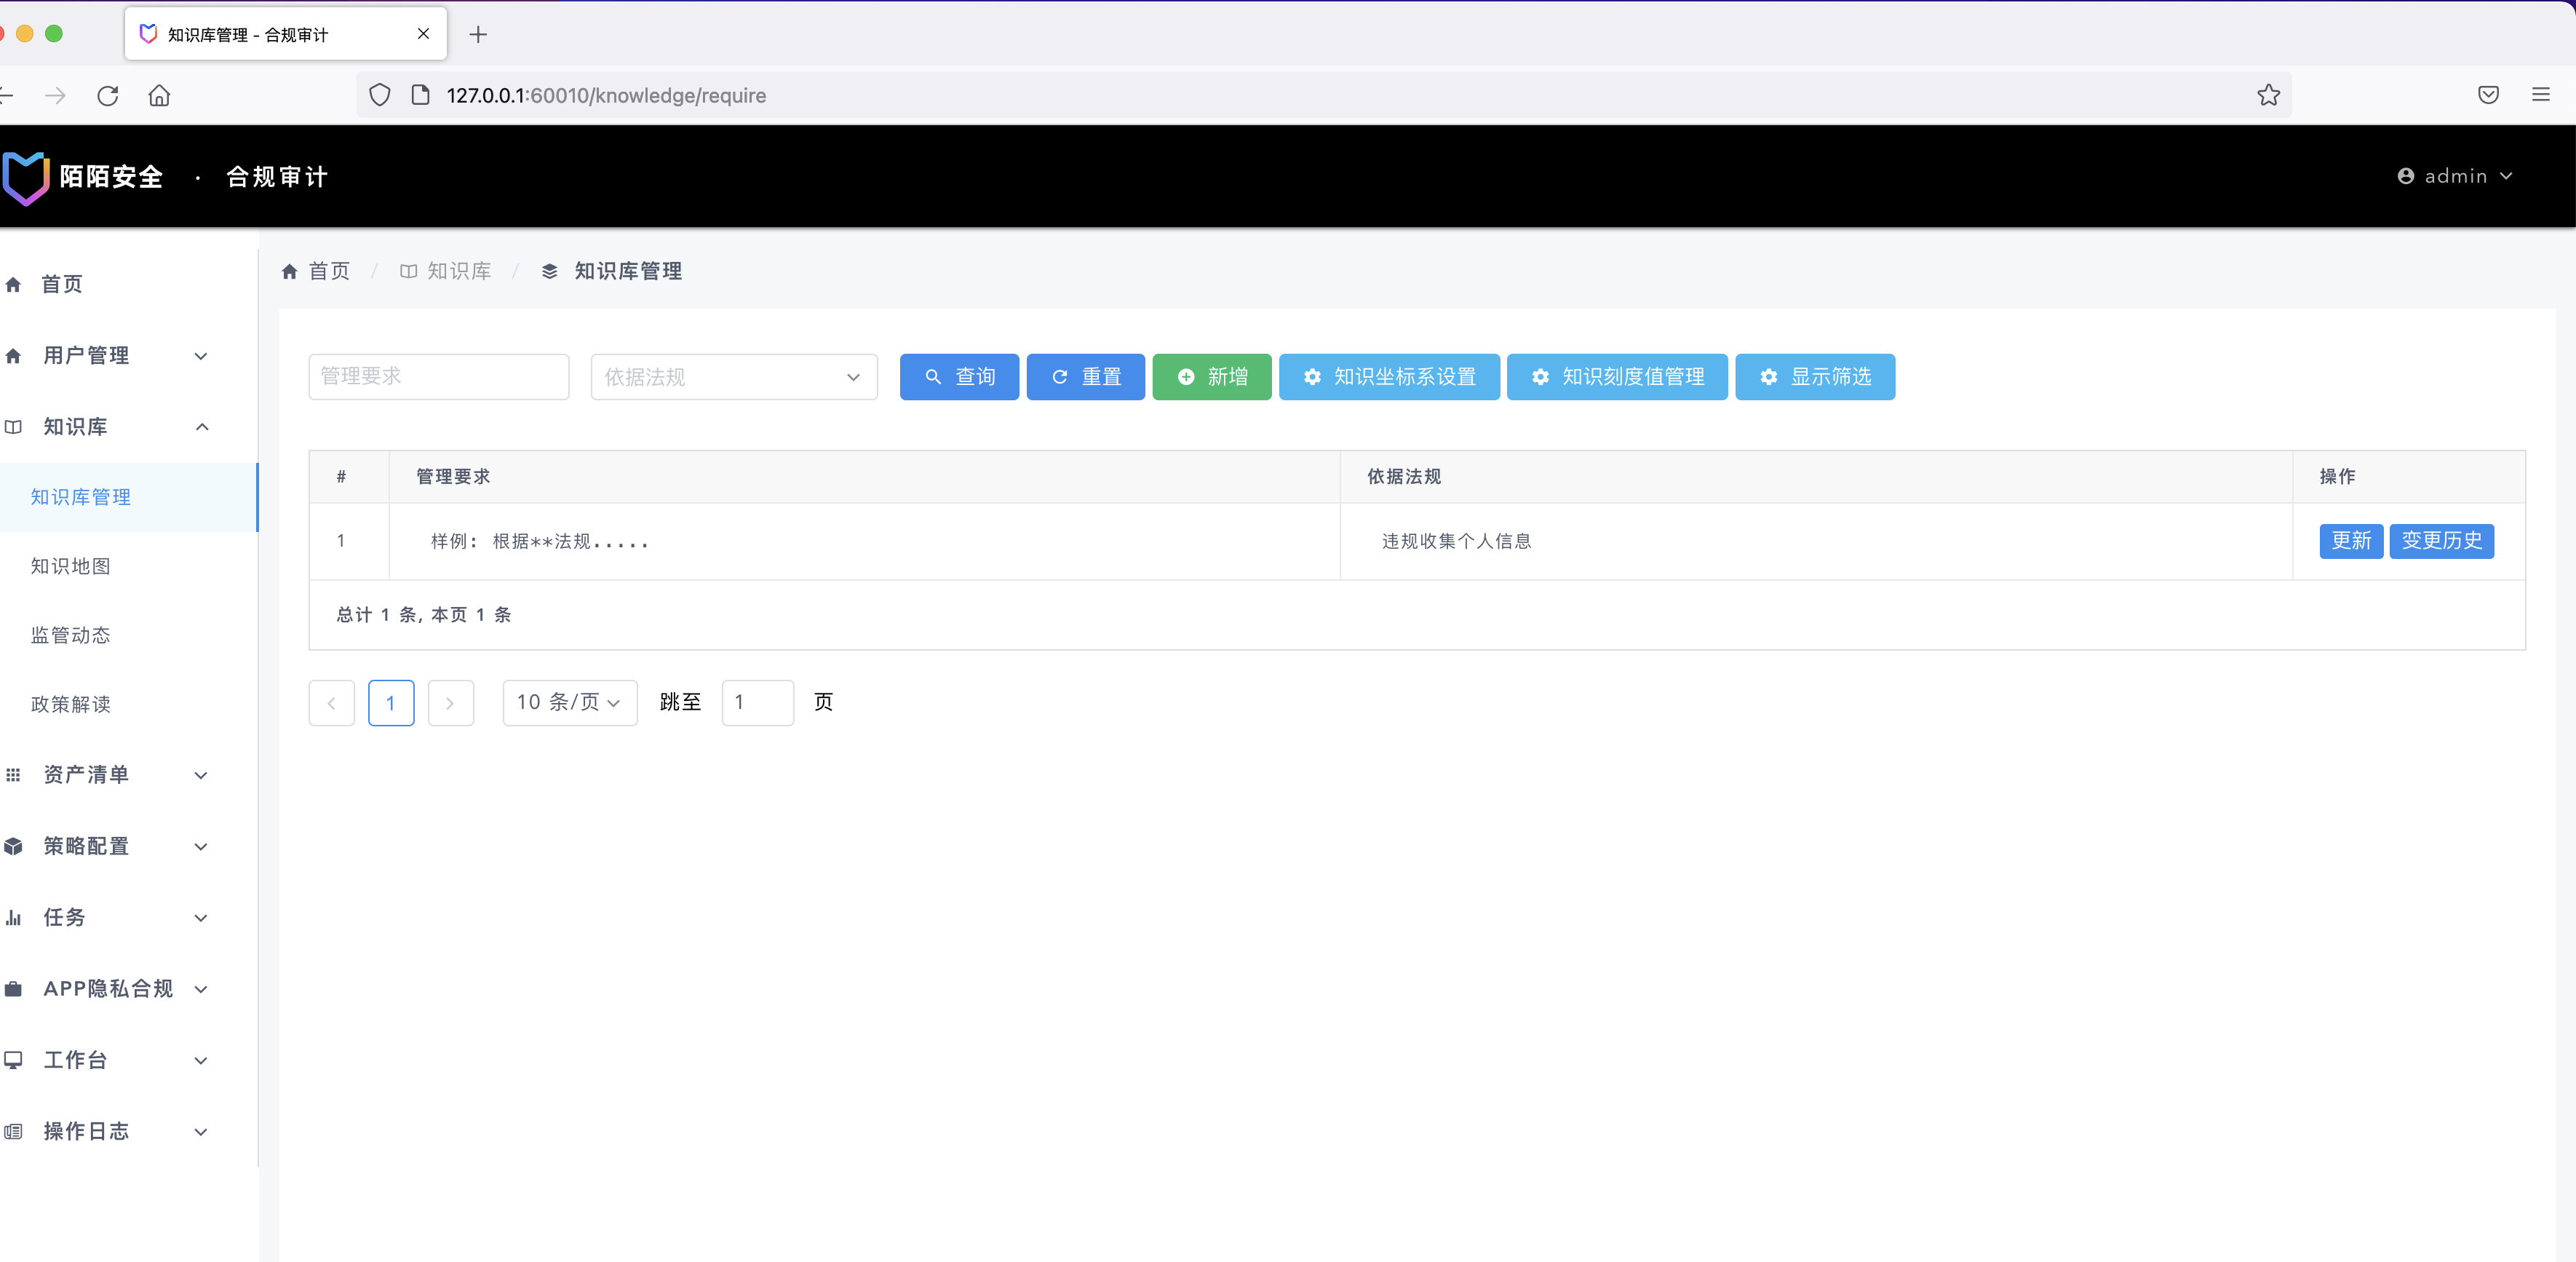 知识库管理 - 合规审计
127.0.0.1:60010/knowledge/require
陌陌安全 · 合规审计
admin
首页
用户管理
知识库
知识库管理
知识地图
监管动态
政策解读
资产清单
策略配置
任务
APP隐私合规
工作台
操作日志
首页 / 知识库 / 知识库管理
管理要求 依据法规 查询 重置 新增 知识坐标系设置 知识刻度值管理 显示筛选
# 管理要求 依据法规 操作
1 样例: 根据**法规..... 违规收集个人信息 更新 变更历史
总计 1 条, 本页 1 条
1 10 条/页 跳至 1 页